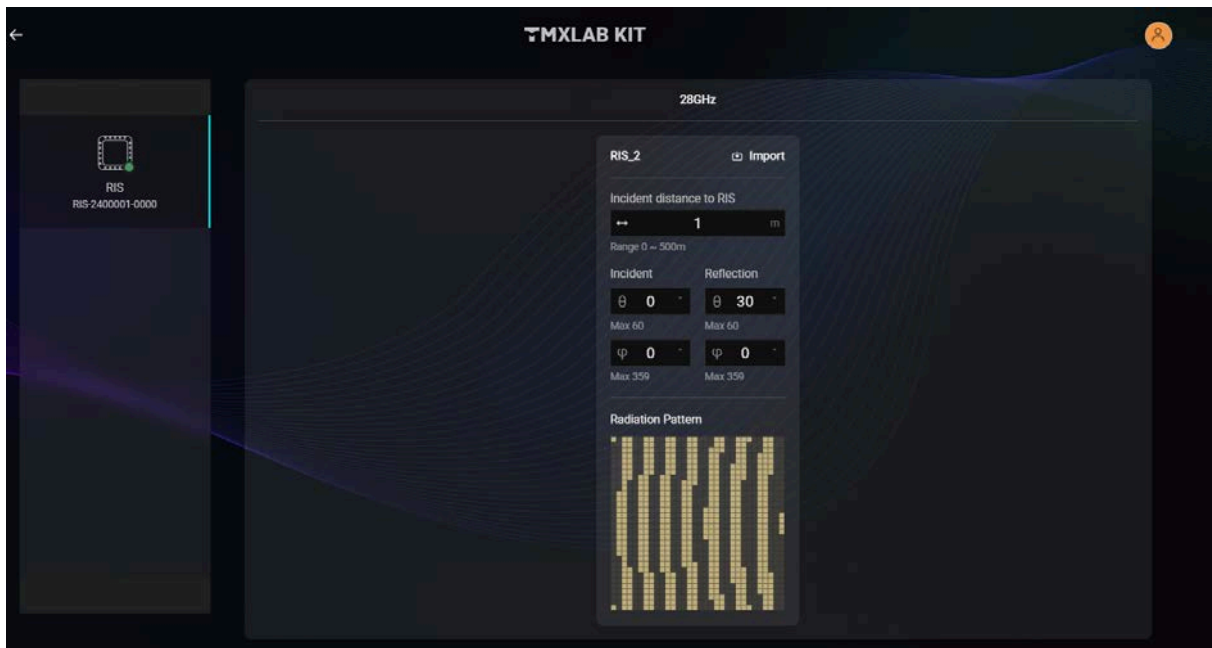 TMXLAB KIT
28GHz
RIS
RIS-2400001-0000
RIS_2 Import
Incident distance to RIS
1 m
Range 0 ~ 500m
Incident Reflection
θ 0 ° θ 30 °
Max 60 Max 60
φ 0 ° φ 0 °
Max 359 Max 359
Radiation Pattern